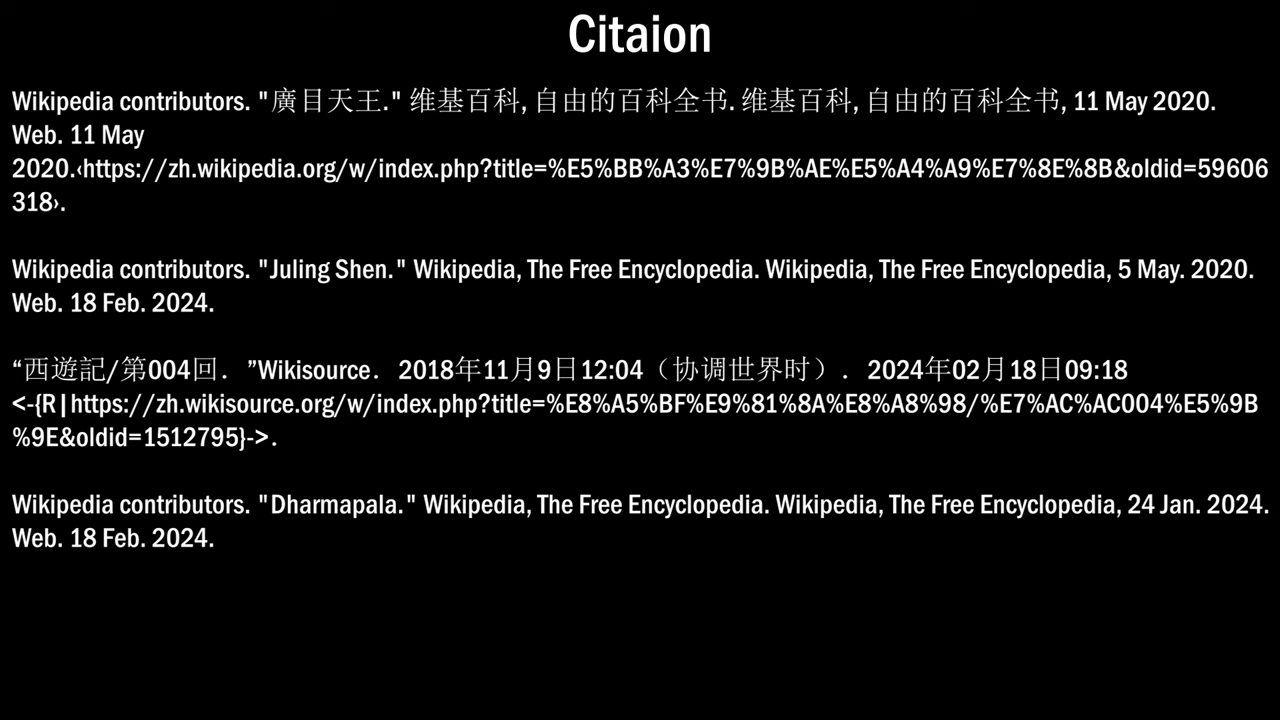 Citaion
Wikipedia contributors. "廣目天王." 维基百科, 自由的百科全书. 维基百科, 自由的百科全书, 11 May 2020.
Web. 11 May
2020.‹https://zh.wikipedia.org/w/index.php?title=%E5%BB%A3%E7%9B%AE%E5%A4%A9%E7%8E%8B&oldid=59606
318›.
Wikipedia contributors. "Juling Shen." Wikipedia, The Free Encyclopedia. Wikipedia, The Free Encyclopedia, 5 May. 2020.
Web. 18 Feb. 2024.
“西遊記/第004回．”Wikisource．2018年11月9日12:04（协调世界时）．2024年02月18日09:18
<-{R|https://zh.wikisource.org/w/index.php?title=%E8%A5%BF%E9%81%8A%E8%A8%98/%E7%AC%AC004%E5%9B
%9E&oldid=1512795}->．
Wikipedia contributors. "Dharmapala." Wikipedia, The Free Encyclopedia. Wikipedia, The Free Encyclopedia, 24 Jan. 2024.
Web. 18 Feb. 2024.